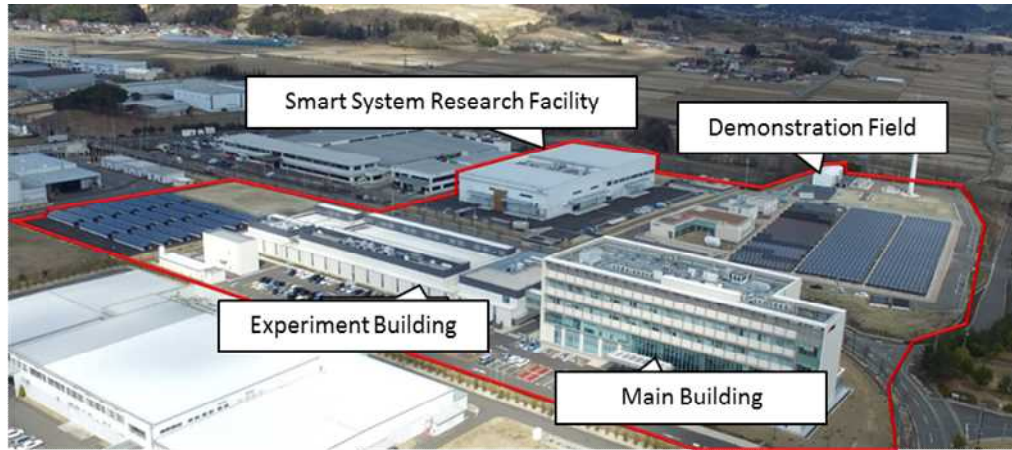 Smart System Research Facility
Demonstration Field
Experiment Building
Main Building